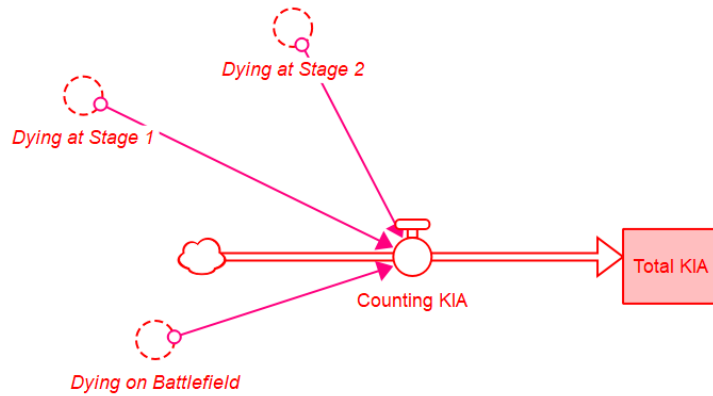 Dying at Stage 2
Dying at Stage 1
Total KIA
Counting KIA
Dying on Battlefield